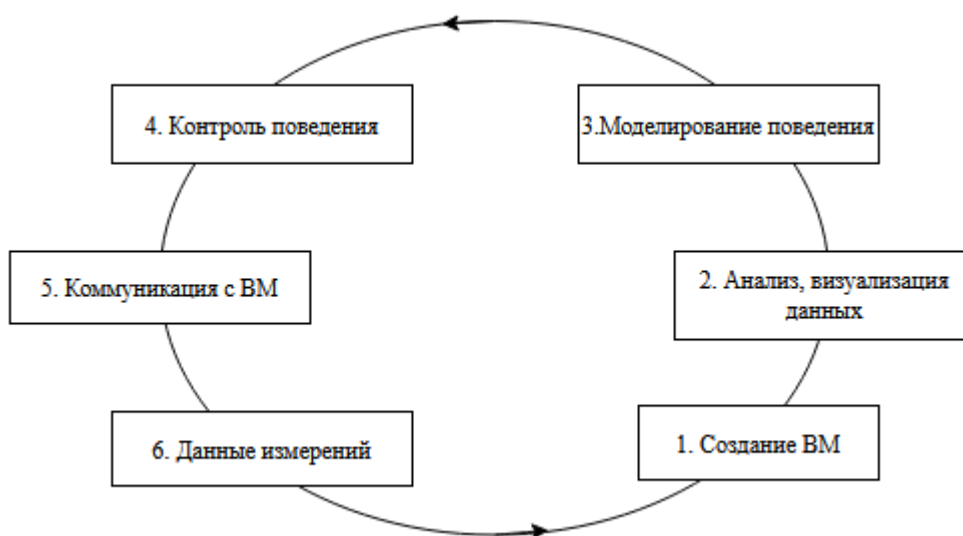 4. Контроль поведения
3.Моделирование поведения
5. Коммуникация с ВМ
2. Анализ, визуализация
данных
6. Данные измерений
1. Создание ВМ